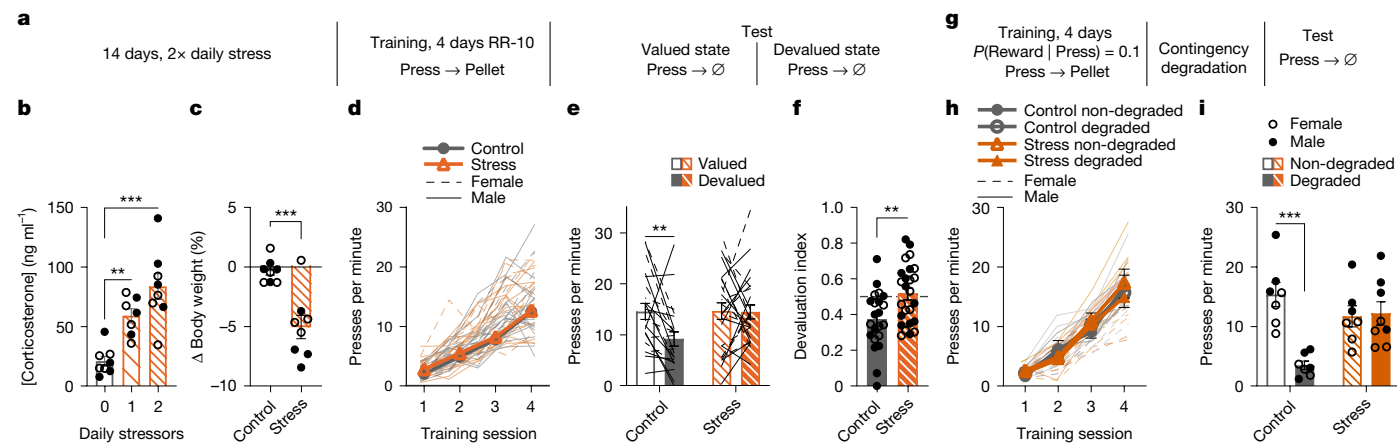 a
14 days, 2× daily stress
Training, 4 days RR-10
Press → Pellet
Test
Valued state
Press → ∅
Devalued state
Press → ∅
g
Training, 4 days
P(Reward | Press) = 0.1
Press → Pellet
Contingency
degradation
Test
Press → ∅
b
[Corticosterone] (ng ml⁻¹)
150
100
50
0
***
**
0 1 2
Daily stressors
c
Δ Body weight (%)
5
0
−5
−10
***
Control
Stress
d
Control
Stress
Female
Male
Presses per minute
30
20
10
0
1 2 3 4
Training session
e
Valued
Devalued
Presses per minute
30
20
10
0
**
Control
Stress
f
Devaluation index
1.0
0.8
0.6
0.4
0.2
0
**
Control
Stress
h
Control non-degraded
Control degraded
Stress non-degraded
Stress degraded
Female
Male
Presses per minute
30
20
10
0
1 2 3 4
Training session
i
Female
Male
Non-degraded
Degraded
Presses per minute
30
20
10
0
***
Control
Stress